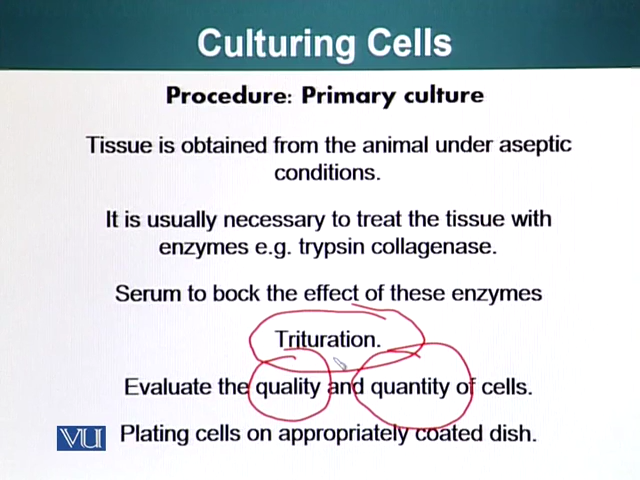 Culturing Cells
Procedure: Primary culture
Tissue is obtained from the animal under aseptic
conditions.
It is usually necessary to treat the tissue with
enzymes e.g. trypsin collagenase.
Serum to bock the effect of these enzymes
Trituration.
Evaluate the quality and quantity of cells.
Plating cells on appropriately coated dish.
VU